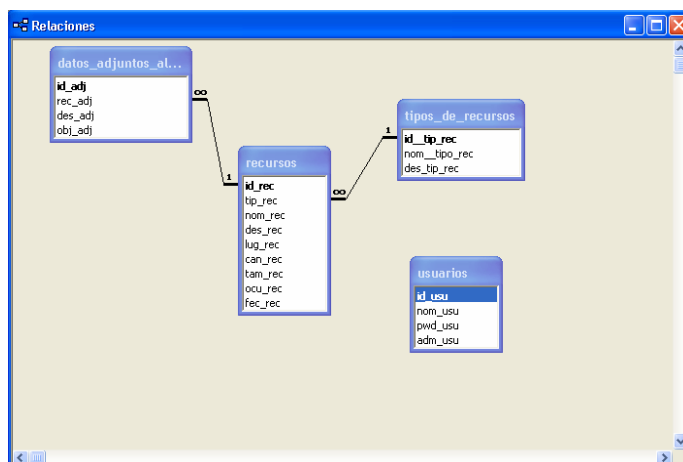 Relaciones
datos_adjuntos_al...
id_adj
rec_adj
des_adj
obj_adj
∞
1
recursos
id_rec
tip_rec
nom_rec
des_rec
lug_rec
can_rec
tam_rec
ocu_rec
fec_rec
∞
1
tipos_de_recursos
id__tip_rec
nom__tipo_rec
des_tip_rec
usuarios
id_usu
nom_usu
pwd_usu
adm_usu